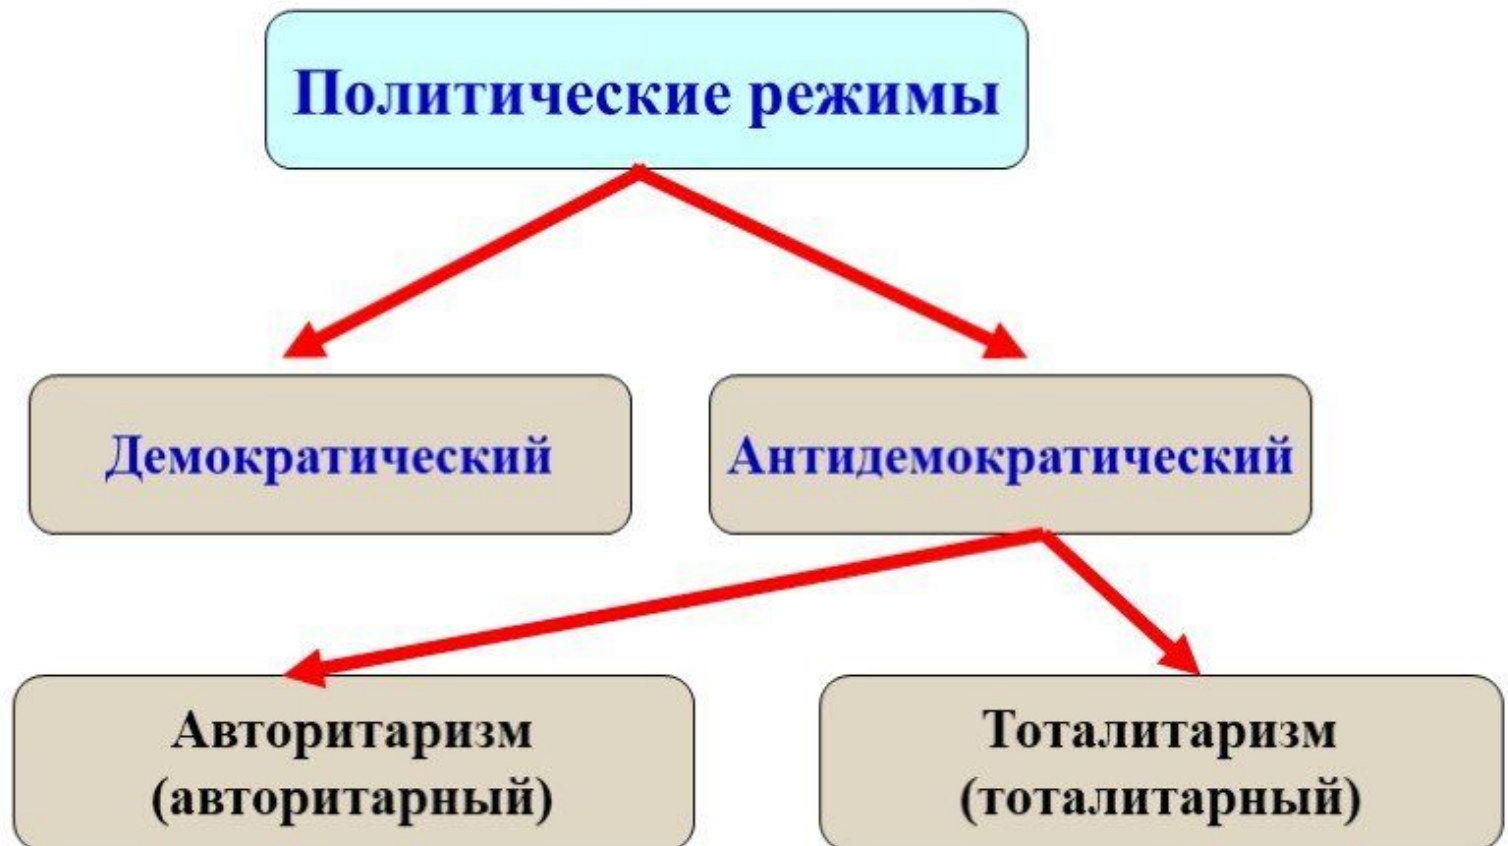 Политические режимы
Демократический
Антидемократический
Авторитаризм
(авторитарный)
Тоталитаризм
(тоталитарный)